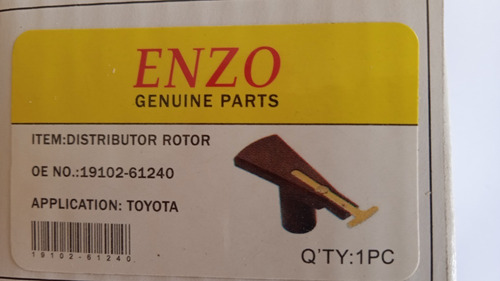 ENZO
GENUINE PARTS
ITEM:DISTRIBUTOR ROTOR
OE NO.:19102-61240
APPLICATION: TOYOTA
19102-61240
Q'TY:1PC